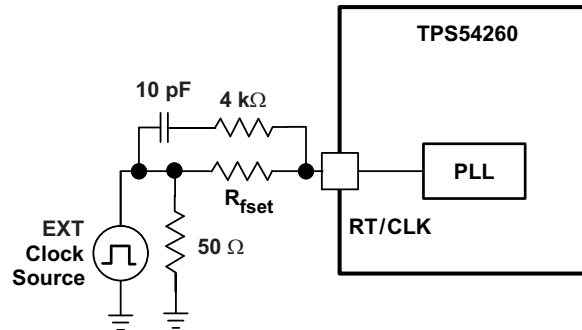 TPS54260
10 pF
4 kΩ
PLL
Rfset
RT/CLK
EXT
Clock
Source
50 Ω